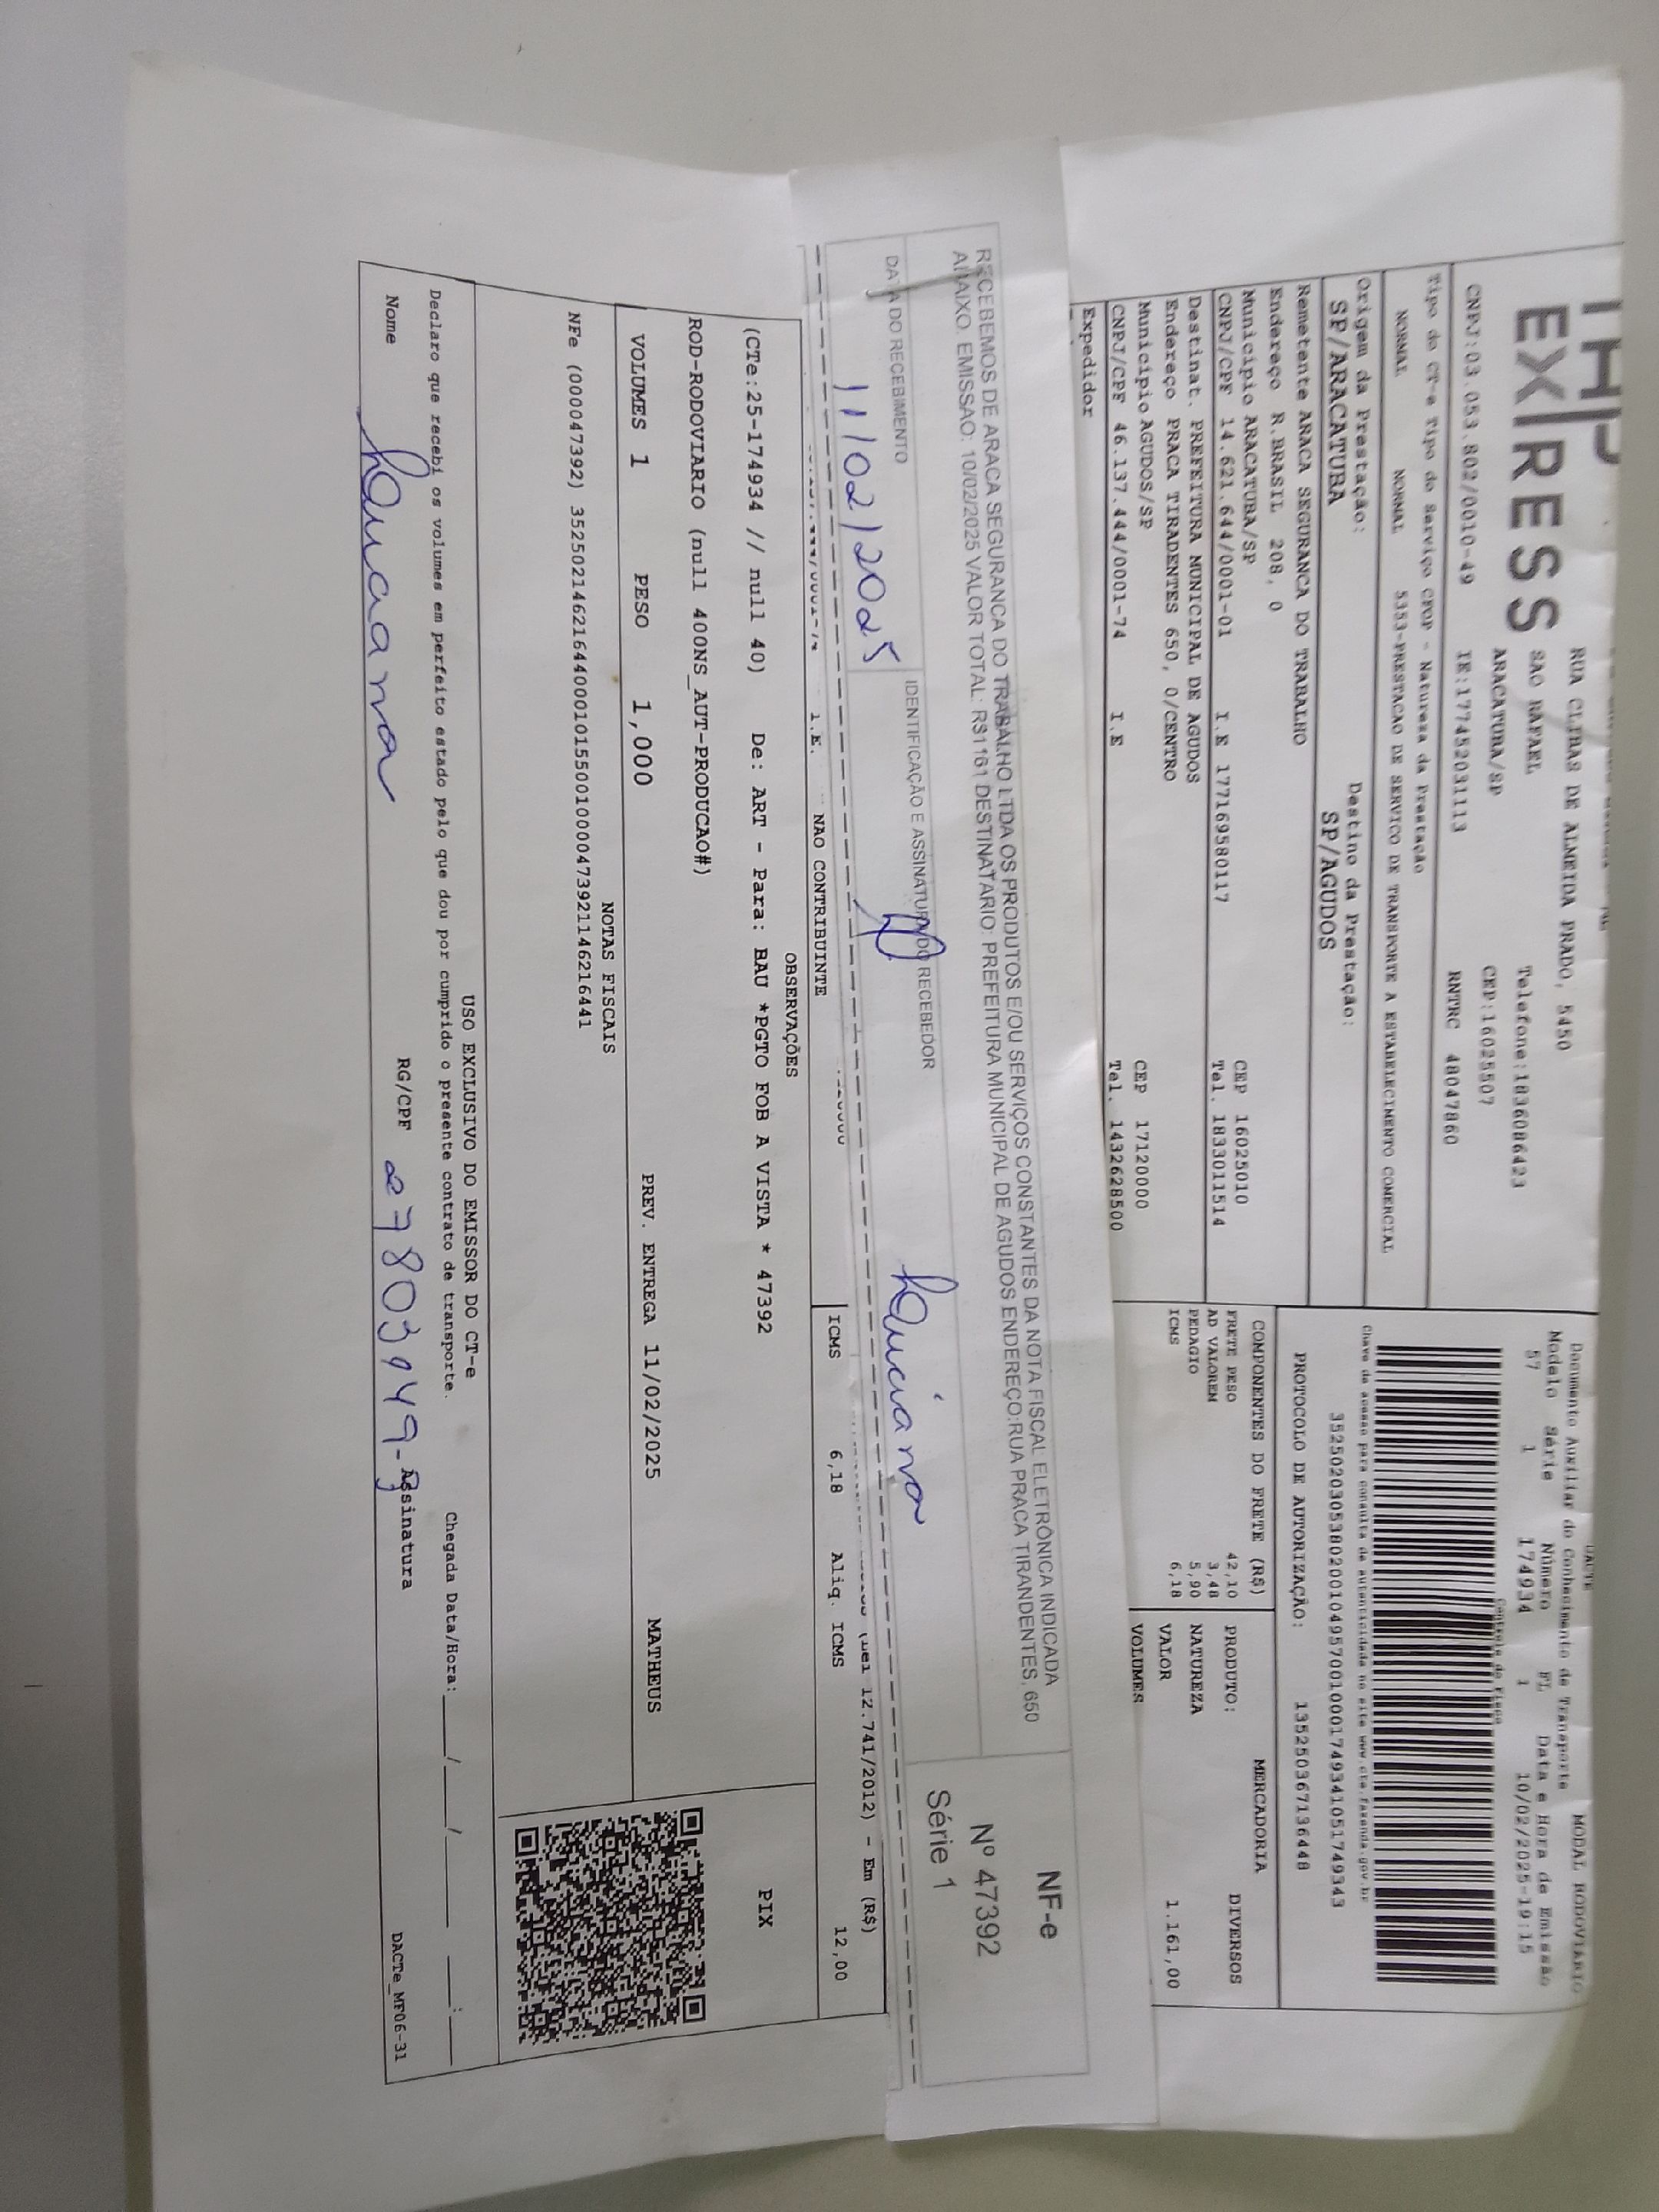 EXPRESS
RUA CLIBAS DE ALMEIDA PRADO, 5450
SAO RAFAEL Telefone:1836086423
ARACATURA/SP CEP:16025507
CNPJ:03.053.802/0010-49 IE:177452031113 RNTRC 48047860
Tipo do CT-e Tipo do Serviço CFOP - Natureza da Prestação
NORMAL NORMAL 5353-PRESTACAO DE SERVICO DE TRANSPORTE A ESTABELECIMENTO COMERCIAL
Origem da Prestação: Destino da Prestação:
SP/ARACATUBA SP/AGUDOS
Remetente ARACA SEGURANCA DO TRABALHO
Endereço R.BRASIL 208, 0 CEP 16025010
Município ARACATUBA/SP Tel. 1833011514
CNPJ/CPF 14.621.644/0001-01 I.E 177169580117
Destinat. PREFEITURA MUNICIPAL DE AGUDOS
Endereço PRACA TIRADENTES 650, 0/CENTRO
Município AGUDOS/SP CEP 17120000
CNPJ/CPF 46.137.444/0001-74 I.E Tel. 1432628500
Expedidor
DACTE MODAL RODOVIÁRIO
Documento Auxiliar do Conhecimento de Transporte
Modelo Série Número FL Data e Hora de Emissão
57 1 174934 1 10/02/2025-19:15
Controle do Fisco
Chave de acesso para consulta de autenticidade no site www.cte.fazenda.gov.br
35250203053802001049570010001749341051749343
PROTOCOLO DE AUTORIZAÇÃO: 135250367136448
COMPONENTES DO FRETE (R$) MERCADORIA
FRETE PESO 42,10 PRODUTO: DIVERSOS
AD VALOREM 3,48
PEDAGIO 5,90 NATUREZA
ICMS 6,18 VALOR 1.161,00
VOLUMES
RECEBEMOS DE ARACA SEGURANCA DO TRABALHO LTDA OS PRODUTOS E/OU SERVIÇOS CONSTANTES DA NOTA FISCAL ELETRÔNICA INDICADA
ABAIXO. EMISSÃO: 10/02/2025 VALOR TOTAL: R$1161 DESTINATÁRIO: PREFEITURA MUNICIPAL DE AGUDOS ENDEREÇO:RUA PRACA TIRANDENTES, 650
NF-e
Nº 47392
Série 1
DATA DO RECEBIMENTO IDENTIFICAÇÃO E ASSINATURA DO RECEBEDOR
11/02/2025 Luciano
(Lei 12.741/2012) - Em (R$)
I.E. NAO CONTRIBUINTE ICMS 6,18 Aliq. ICMS 12,00
OBSERVAÇÕES
(CTe:25-174934 // null 40) De: ART - Para: BAU *PGTO FOB A VISTA * 47392
ROD-RODOVIARIO (null 400NS_AUT-PRODUCAO#)
PIX
VOLUMES 1 PESO 1,000 PREV. ENTREGA 11/02/2025 MATHEUS
NOTAS FISCAIS
NFe (000047392) 35250214621644000101550010000473921146216441
USO EXCLUSIVO DO EMISSOR DO CT-e
Declaro que recebi os volumes em perfeito estado pelo que dou por cumprido o presente contrato de transporte. Chegada Data/Hora:___/___/____ __:__
Nome Luciano RG/CPF Assinatura
DACTe_MF06-31